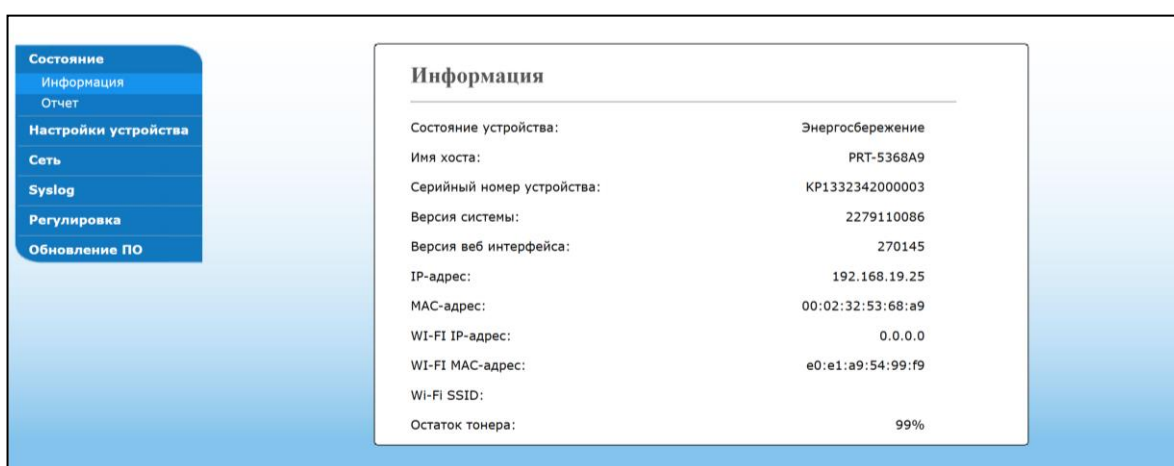 Состояние
Информация
Отчет
Настройки устройства
Сеть
Syslog
Регулировка
Обновление ПО
Информация
Состояние устройства: Энергосбережение
Имя хоста: PRT-5368A9
Серийный номер устройства: KP1332342000003
Версия системы: 2279110086
Версия веб интерфейса: 270145
IP-адрес: 192.168.19.25
MAC-адрес: 00:02:32:53:68:a9
WI-FI IP-адрес: 0.0.0.0
WI-FI MAC-адрес: e0:e1:a9:54:99:f9
Wi-Fi SSID:
Остаток тонера: 99%